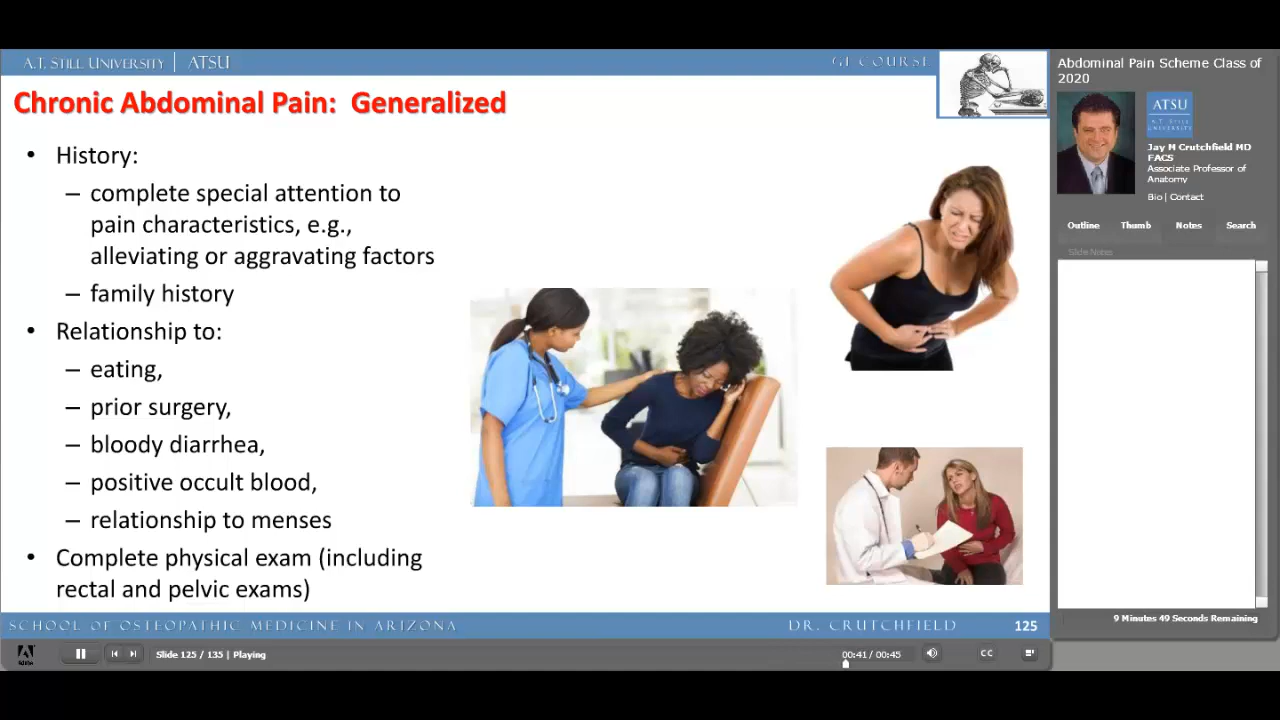 A.T. STILL UNIVERSITY | ATSU
GI COURSE
Chronic Abdominal Pain: Generalized
• History:
– complete special attention to
pain characteristics, e.g.,
alleviating or aggravating factors
– family history
• Relationship to:
– eating,
– prior surgery,
– bloody diarrhea,
– positive occult blood,
– relationship to menses
• Complete physical exam (including
rectal and pelvic exams)
SCHOOL OF OSTEOPATHIC MEDICINE IN ARIZONA
DR. CRUTCHFIELD
125
Abdominal Pain Scheme Class of
2020
ATSU
A.T. STILL
UNIVERSITY
Jay M Crutchfield MD
FACS
Associate Professor of
Anatomy
Bio | Contact
Outline Thumb Notes Search
Slide Notes
9 Minutes 49 Seconds Remaining
Slide 125 / 135 | Playing
00:41 / 00:45
CC